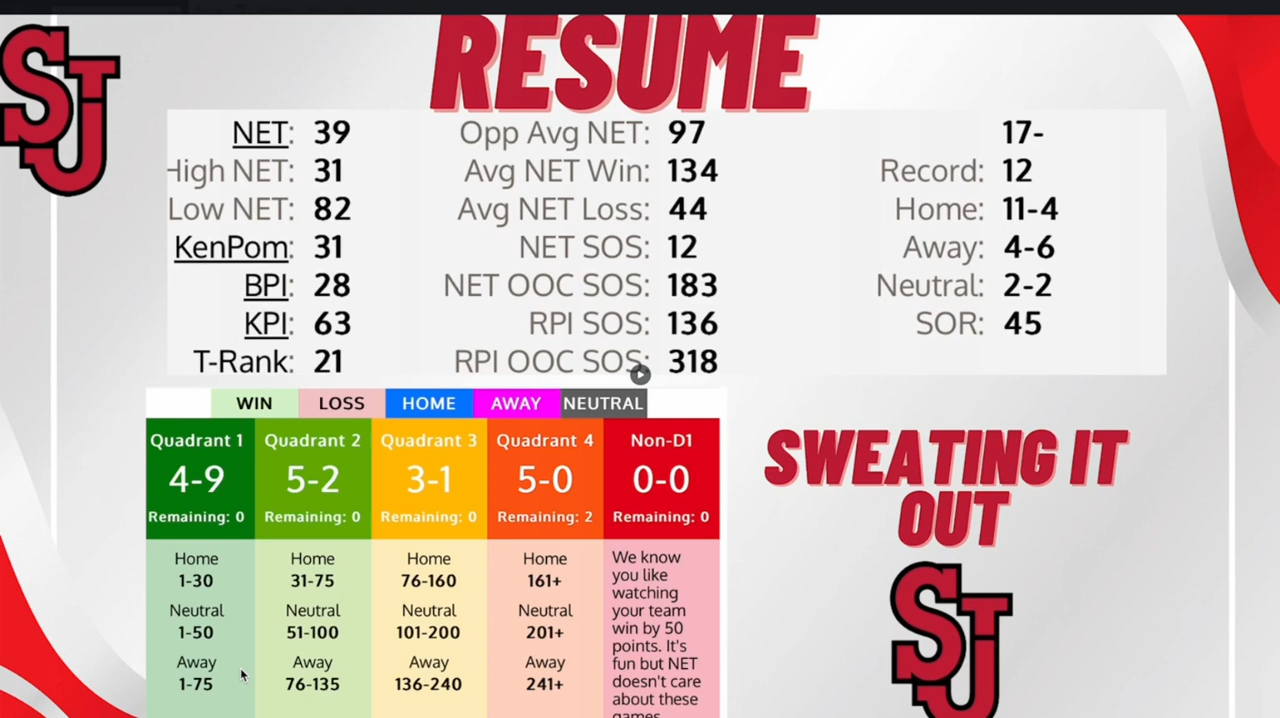 STJ
RESUME
NET: 39
High NET: 31
Low NET: 82
KenPom: 31
BPI: 28
KPI: 63
T-Rank: 21
Opp Avg NET: 97
Avg NET Win: 134
Avg NET Loss: 44
NET SOS: 12
NET OOC SOS: 183
RPI SOS: 136
RPI OOC SOS: 318
17-
Record: 12
Home: 11-4
Away: 4-6
Neutral: 2-2
SOR: 45
WIN LOSS HOME AWAY NEUTRAL
Quadrant 1
4-9
Remaining: 0
Home
1-30
Neutral
1-50
Away
1-75
Quadrant 2
5-2
Remaining: 0
Home
31-75
Neutral
51-100
Away
76-135
Quadrant 3
3-1
Remaining: 0
Home
76-160
Neutral
101-200
Away
136-240
Quadrant 4
5-0
Remaining: 2
Home
161+
Neutral
201+
Away
241+
Non-D1
0-0
Remaining: 0
We know
you like
watching
your team
win by 50
points. It's
fun but NET
doesn't care
about these
games
SWEATING IT
OUT
STJ